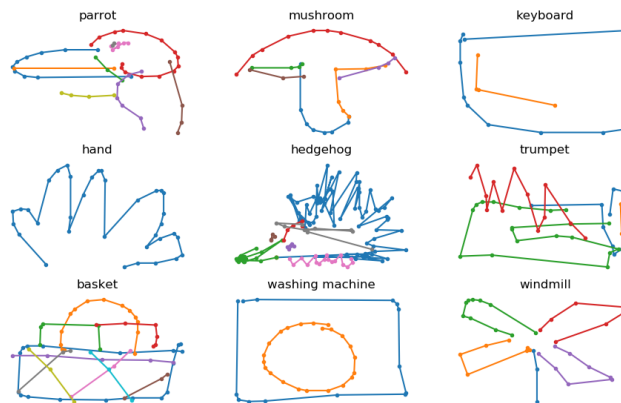 parrot mushroom keyboard
hand hedgehog trumpet
basket washing machine windmill